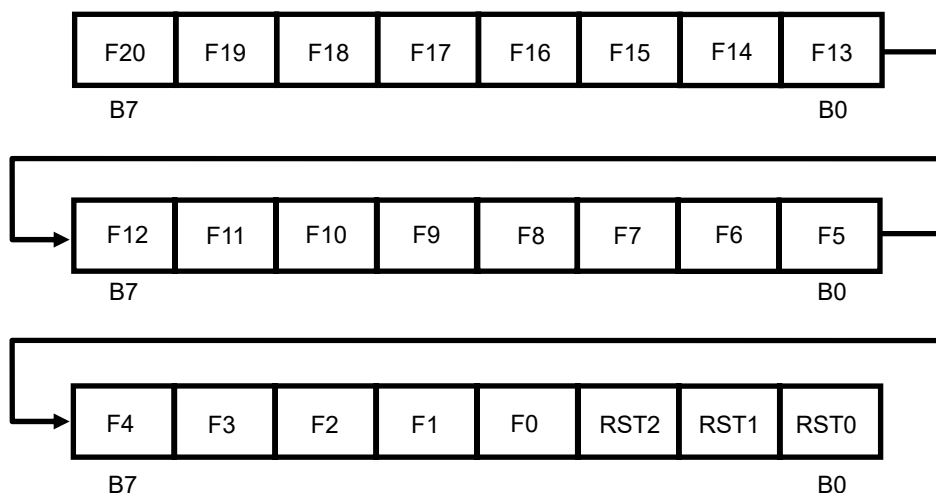 F20 F19 F18 F17 F16 F15 F14 F13
B7 B0
F12 F11 F10 F9 F8 F7 F6 F5
B7 B0
F4 F3 F2 F1 F0 RST2 RST1 RST0
B7 B0